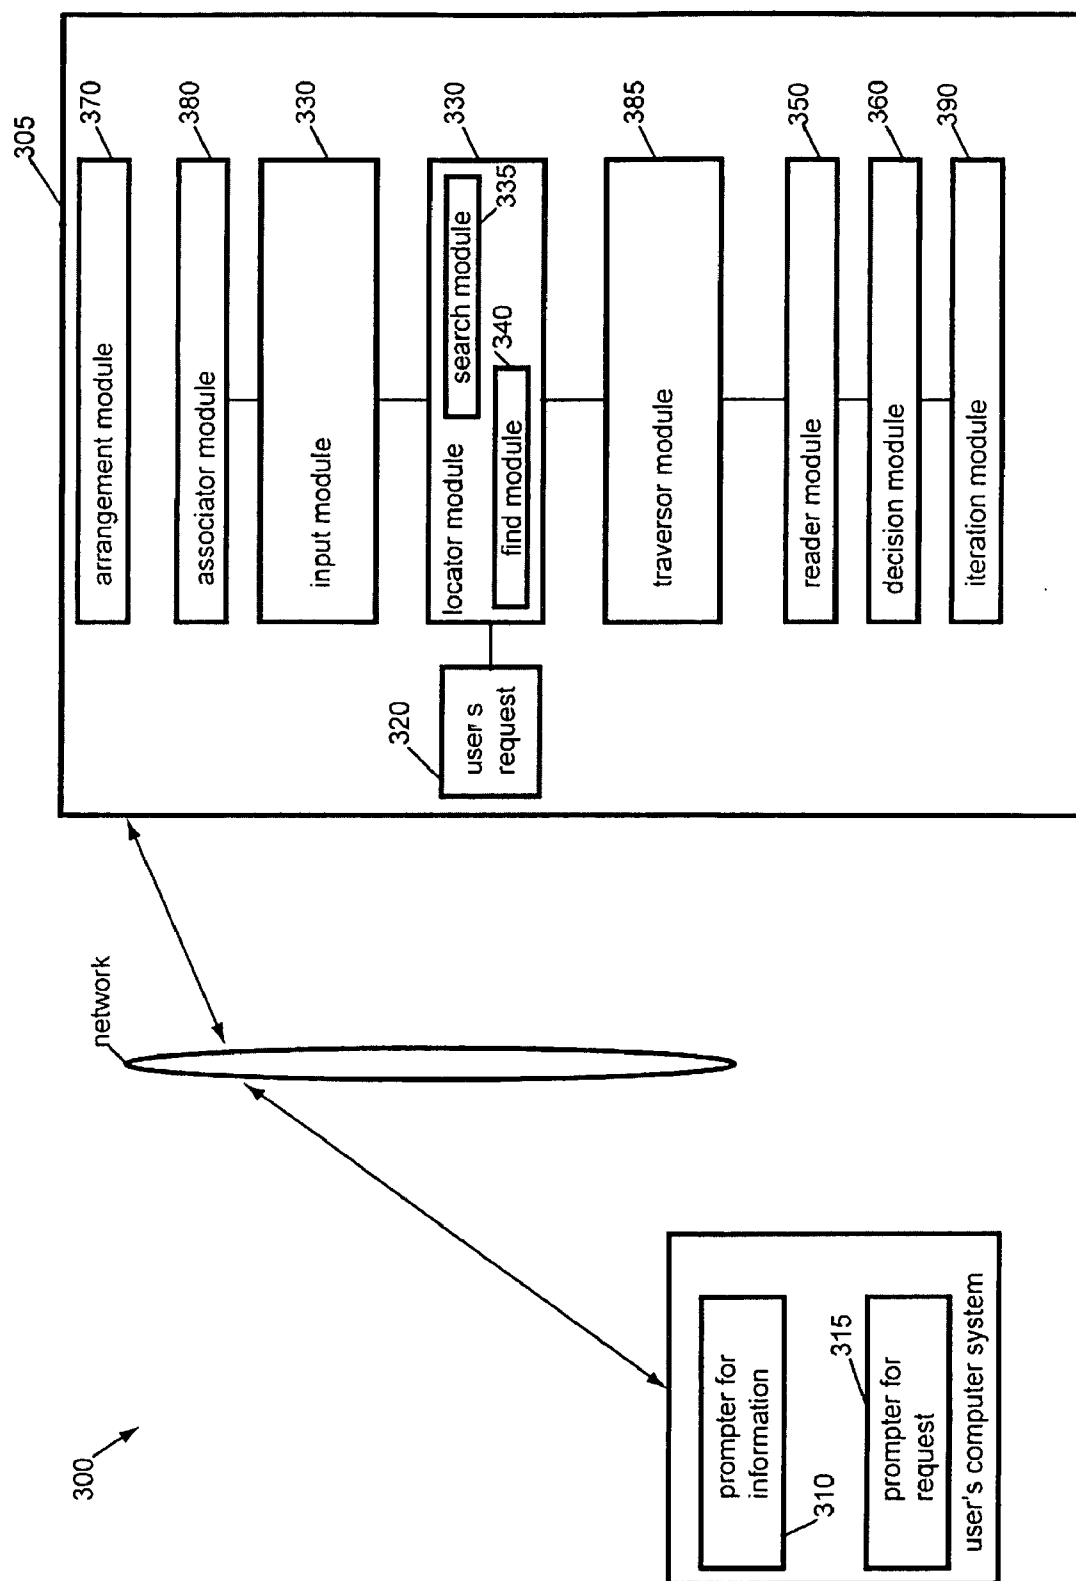 300
prompter for
information
310
prompter for
request
315
user's computer system
network
305
user's
request
320
arrangement module
370
associator module
380
input module
330
locator module
330
search module
335
find module
340
traversor module
385
reader module
350
decision module
360
iteration module
390